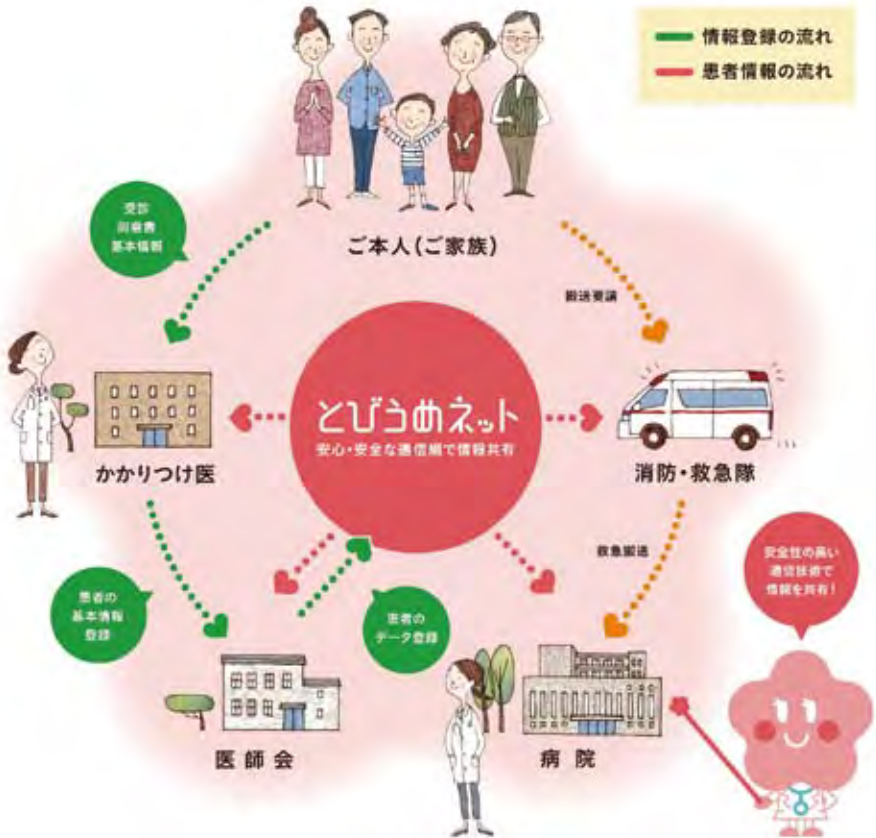 情報登録の流れ
患者情報の流れ
受診
同意書
基本情報
ご本人(ご家族)
搬送要請
とびうめネット
安心・安全な通信網で情報共有
かかりつけ医
消防・救急隊
救急搬送
安全性の高い
通信技術で
情報を共有!
患者の
基本情報
登録
患者の
データ登録
医師会
病院